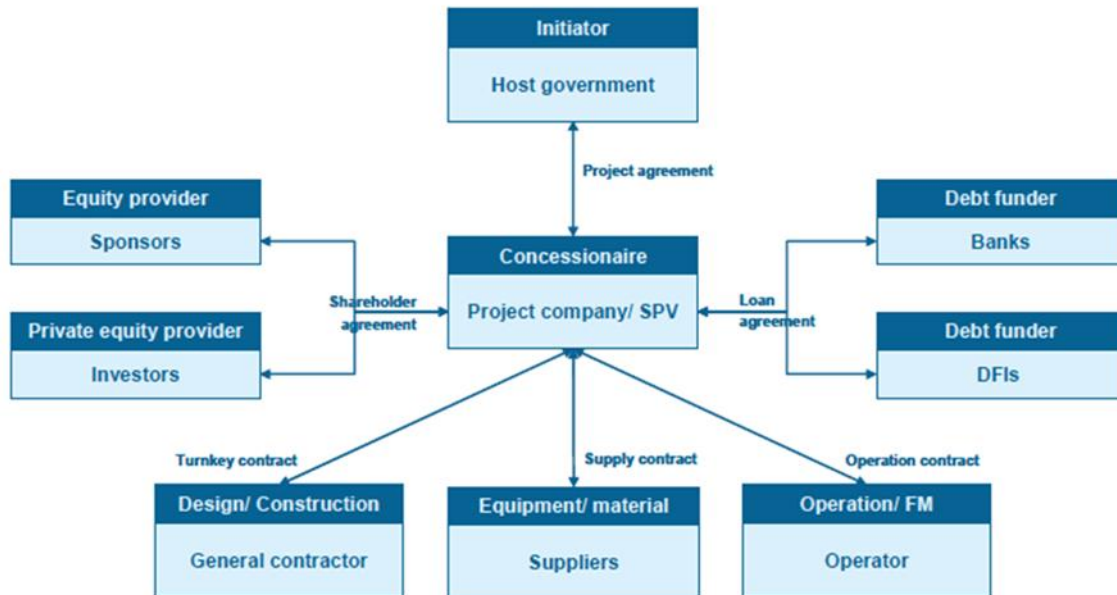 Initiator
Host government
Project agreement
Equity provider
Sponsors
Debt funder
Banks
Concessionaire
Project company/ SPV
Shareholder
agreement
Loan
agreement
Private equity provider
Investors
Debt funder
DFIs
Turnkey contract
Supply contract
Operation contract
Design/ Construction
General contractor
Equipment/ material
Suppliers
Operation/ FM
Operator